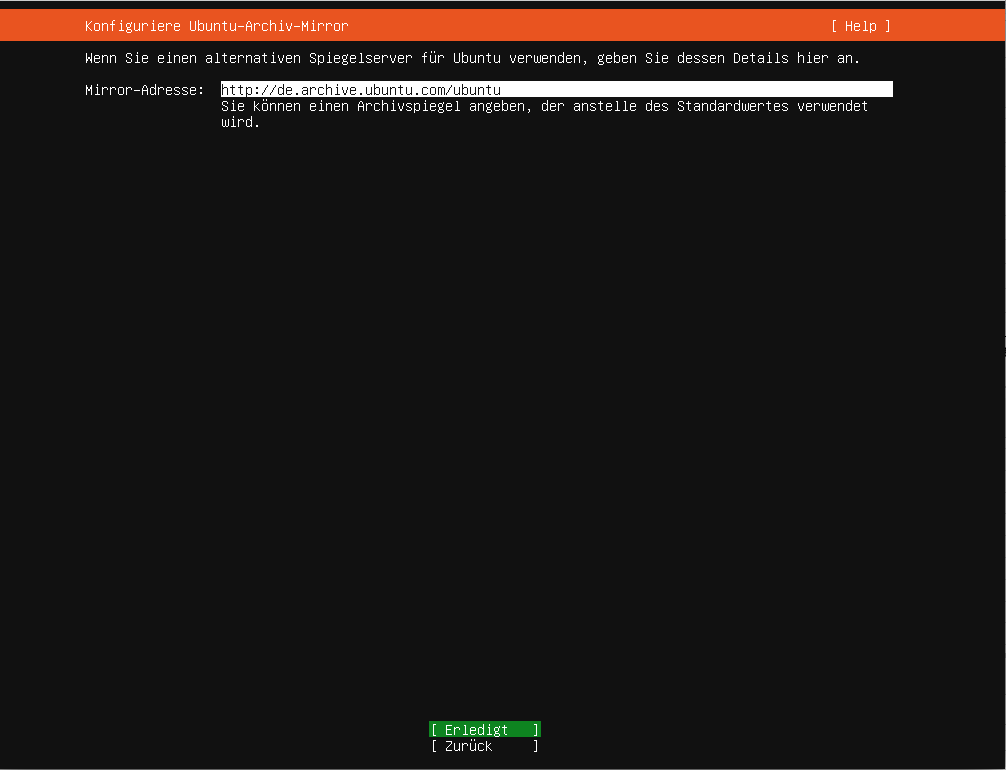 Konfiguriere Ubuntu-Archiv-Mirror [ Help ]
Wenn Sie einen alternativen Spiegelserver für Ubuntu verwenden, geben Sie dessen Details hier an.
Mirror-Adresse: http://de.archive.ubuntu.com/ubuntu
Sie können einen Archivspiegel angeben, der anstelle des Standardwertes verwendet
wird.
[ Erledigt ]
[ Zurück ]